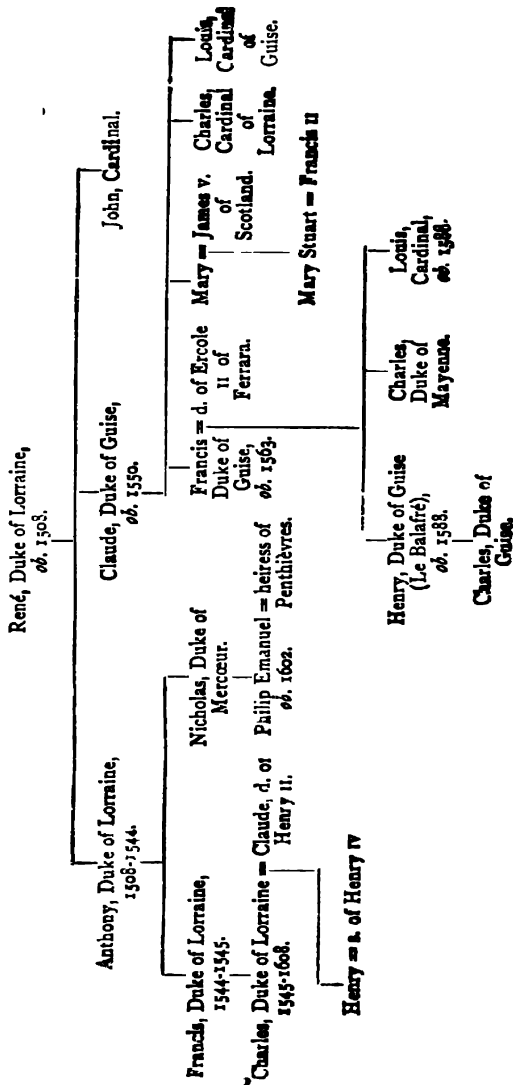 René, Duke of Lorraine,
ob. 1508.
Anthony, Duke of Lorraine,
1508-1544.
Claude, Duke of Guise,
ob. 1550.
John, Cardinal.
Francis, Duke of Lorraine,
1544-1545.
Nicholas, Duke of
Mercœur.
Francis = d. of Ercole
Duke of II of
Guise, Ferrara.
ob. 1563.
Mary = James v.
of
Scotland.
Charles,
Cardinal
of
Lorraine.
Louis,
Cardinal
of
Guise.
Charles, Duke of Lorraine = Claude, d. of
1545-1608. Henry II.
Philip Emanuel = heiress of
ob. 1602. Penthièvres.
Mary Stuart = Francis II
Henry = s. of Henry IV
Henry, Duke of Guise
(Le Balafré),
ob. 1588.
Charles,
Duke of
Mayenne.
Louis,
Cardinal,
ob. 1588.
Charles, Duke of
Guise.